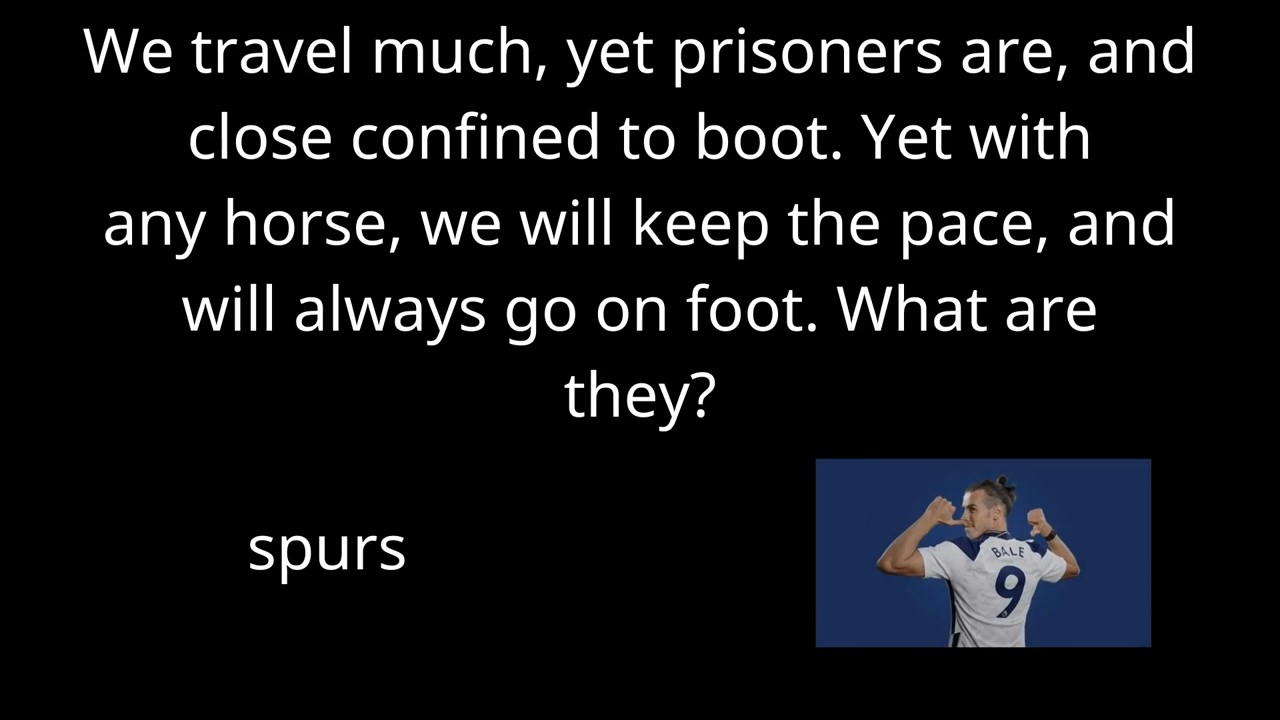 We travel much, yet prisoners are, and
close confined to boot. Yet with
any horse, we will keep the pace, and
will always go on foot. What are
they?
spurs
BALE
9